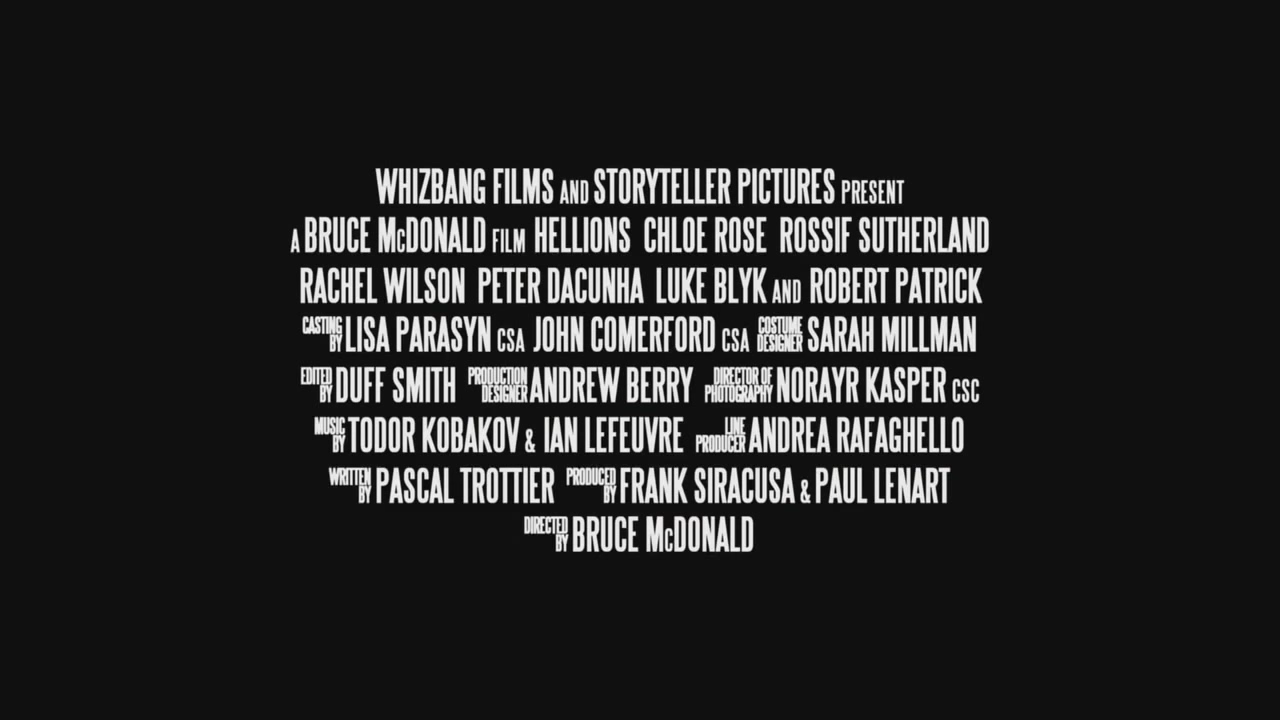 WHIZBANG FILMS AND STORYTELLER PICTURES PRESENT
A BRUCE McDONALD FILM HELLIONS CHLOE ROSE ROSSIF SUTHERLAND
RACHEL WILSON PETER DACUNHA LUKE BLYK AND ROBERT PATRICK
CASTING BY LISA PARASYN CSA JOHN COMERFORD CSA COSTUME DESIGNER SARAH MILLMAN
EDITED BY DUFF SMITH PRODUCTION DESIGNER ANDREW BERRY DIRECTOR OF PHOTOGRAPHY NORAYR KASPER CSC
MUSIC BY TODOR KOBAKOV & IAN LEFEUVRE LINE PRODUCER ANDREA RAFAGHELLO
WRITTEN BY PASCAL TROTTIER PRODUCED BY FRANK SIRACUSA & PAUL LENART
DIRECTED BY BRUCE McDONALD